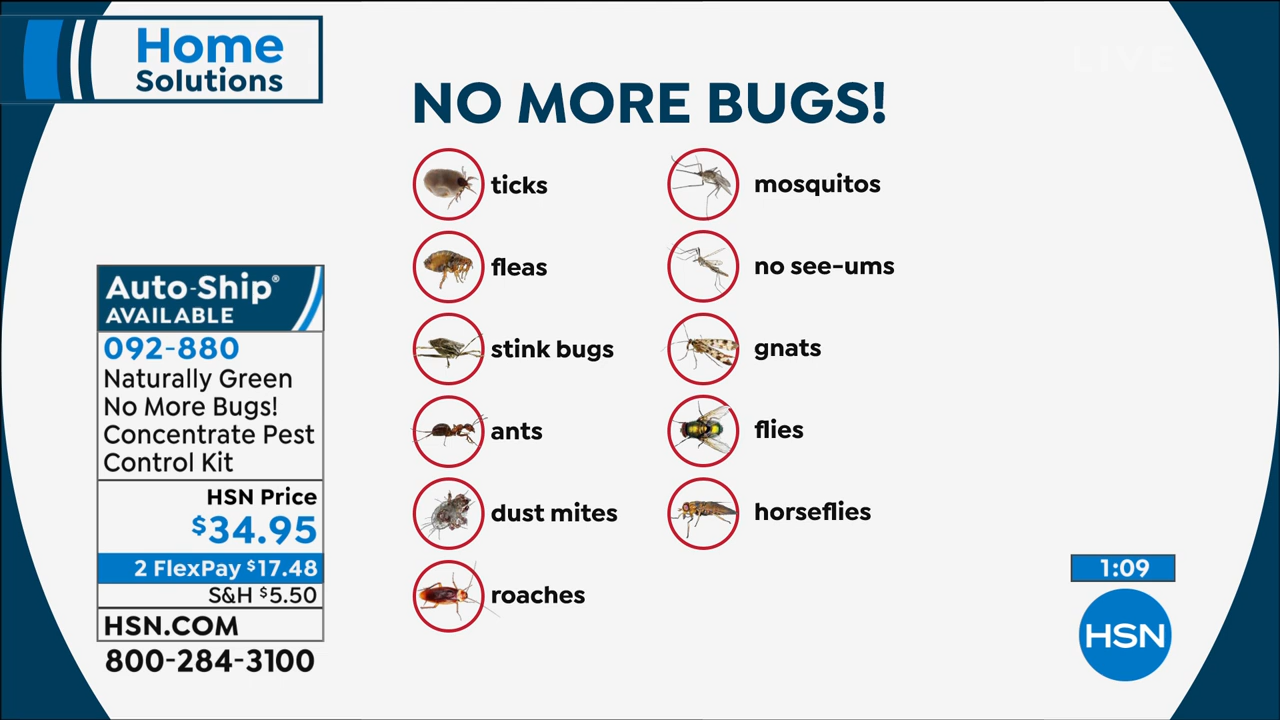 Home
Solutions
LIVE
NO MORE BUGS!
ticks
mosquitos
fleas
no see-ums
stink bugs
gnats
ants
flies
dust mites
horseflies
roaches
Auto-Ship®
AVAILABLE
092-880
Naturally Green
No More Bugs!
Concentrate Pest
Control Kit
HSN Price
$34.95
2 FlexPay $17.48
S&H $5.50
HSN.COM
800-284-3100
1:09
HSN